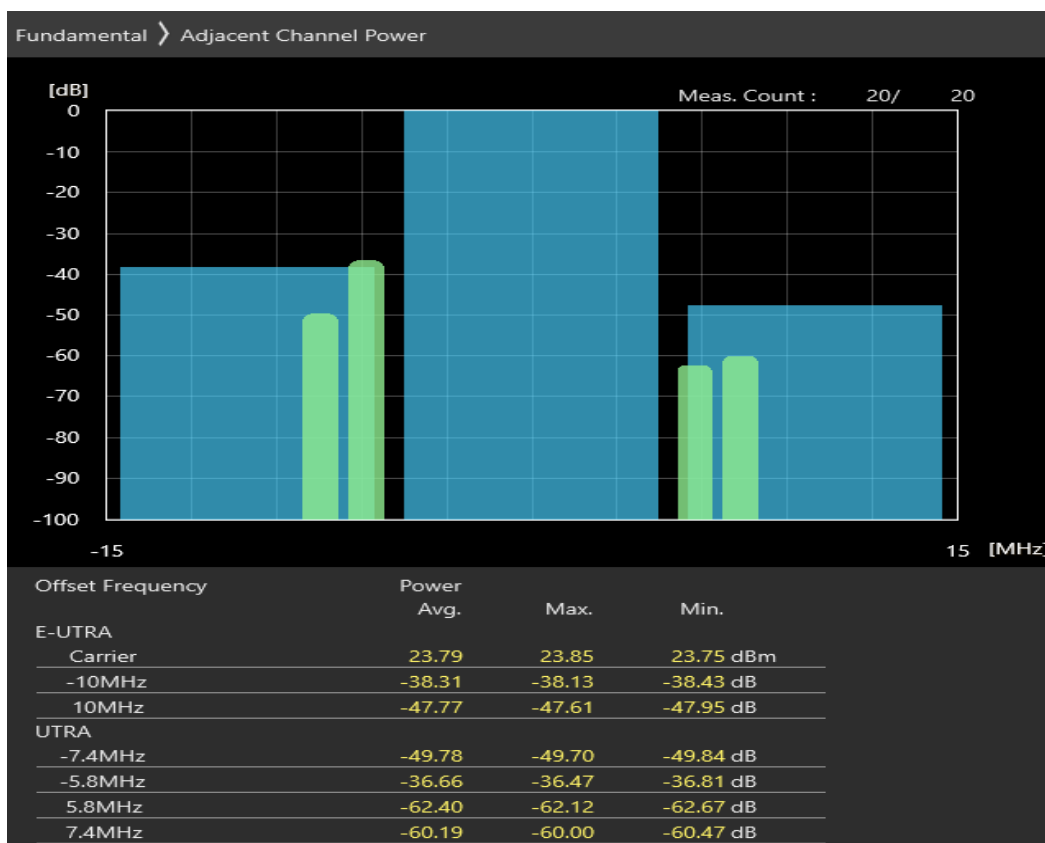 Fundamental 〉 Adjacent Channel Power
[dB]
Meas. Count : 20/ 20
0
-10
-20
-30
-40
-50
-60
-70
-80
-90
-100
-15 15 [MHz]
Offset Frequency Power
Avg. Max. Min.
E-UTRA
Carrier 23.79 23.85 23.75 dBm
-10MHz -38.31 -38.13 -38.43 dB
10MHz -47.77 -47.61 -47.95 dB
UTRA
-7.4MHz -49.78 -49.70 -49.84 dB
-5.8MHz -36.66 -36.47 -36.81 dB
5.8MHz -62.40 -62.12 -62.67 dB
7.4MHz -60.19 -60.00 -60.47 dB